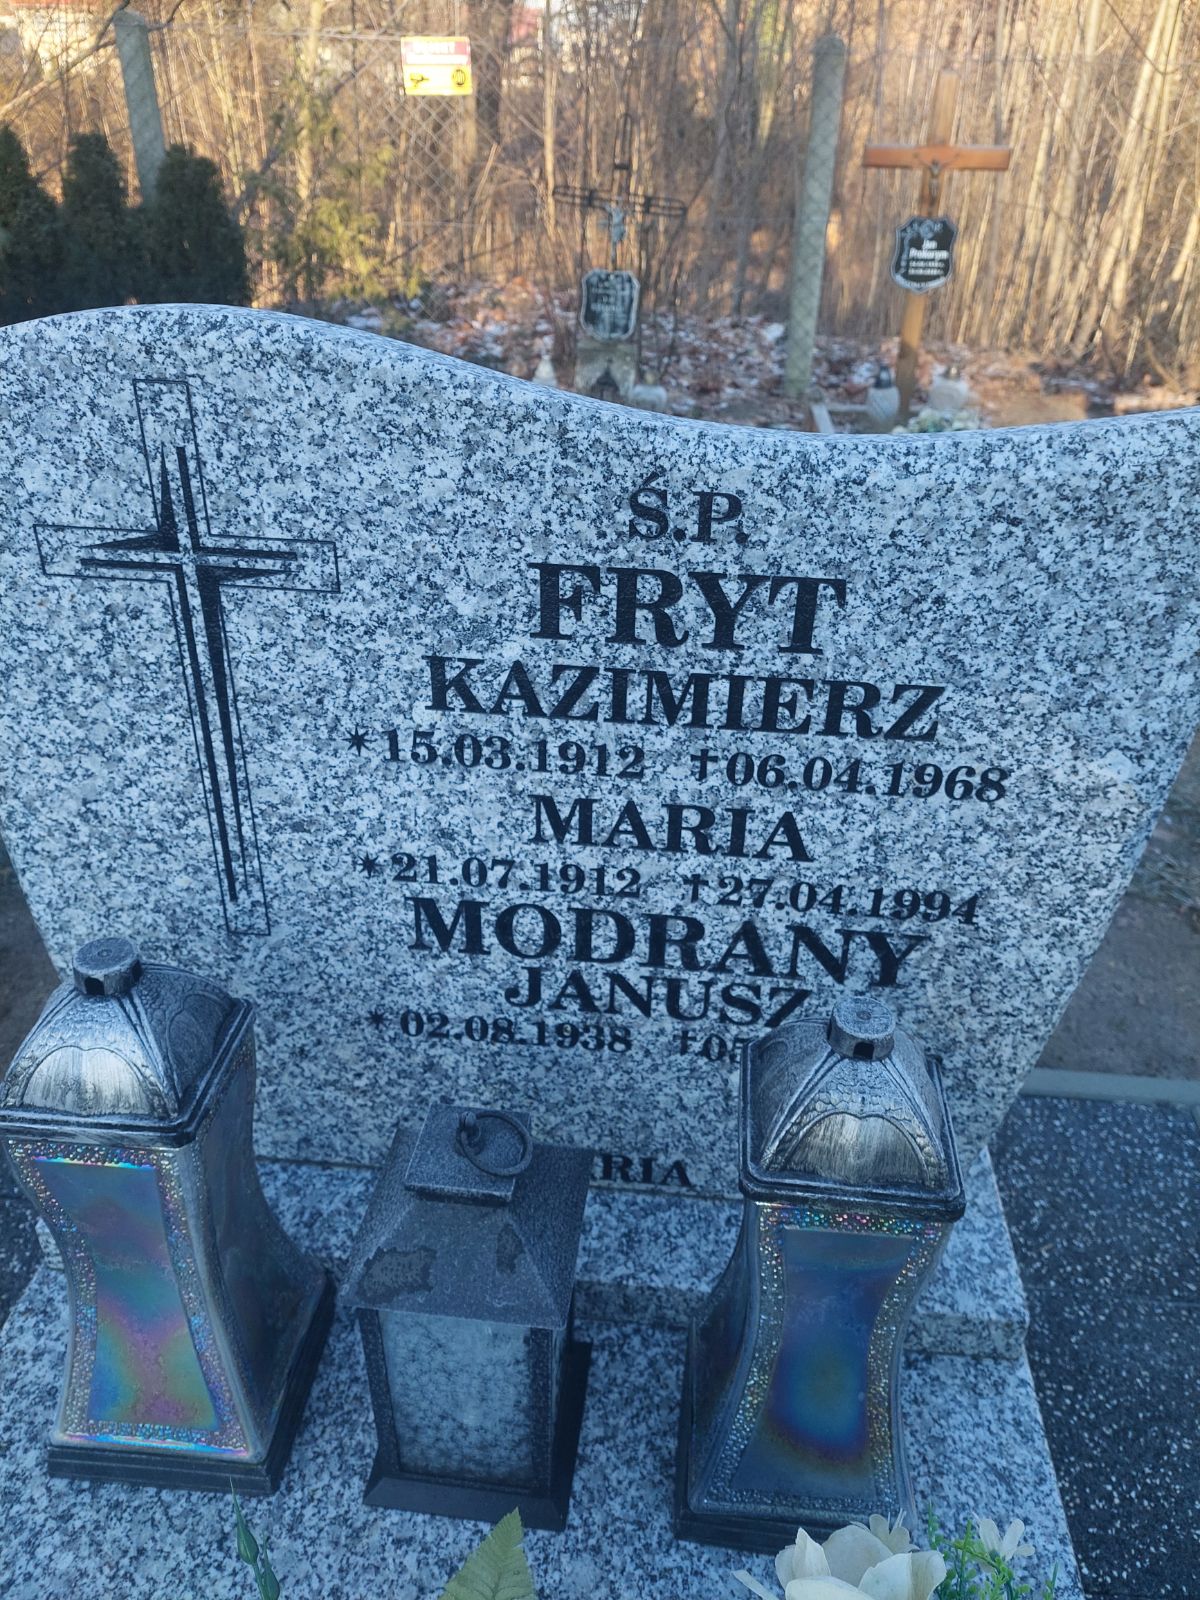 Ś.P.
FRYT
KAZIMIERZ
*15.03.1912 †06.04.1968
MARIA
*21.07.1912 †27.04.1994
MODRANY
JANUSZ
*02.08.1938
Jan